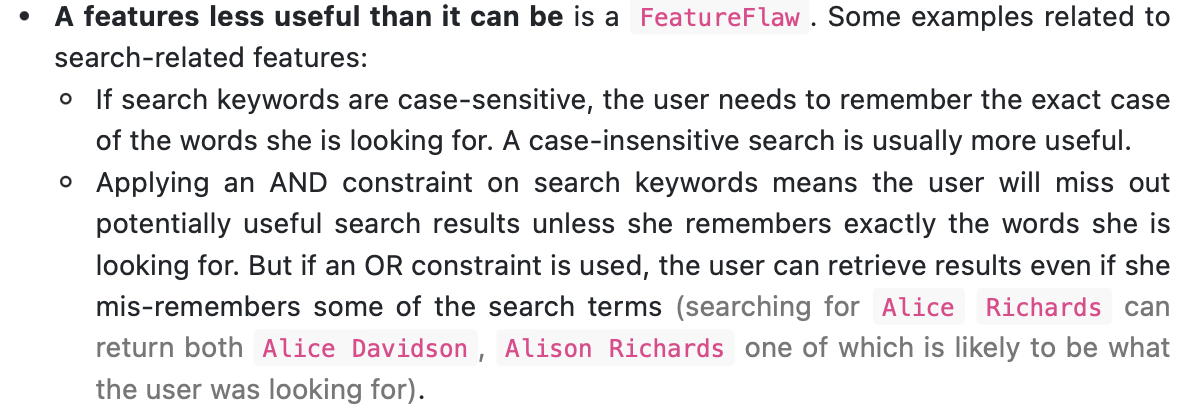 • A features less useful than it can be is a FeatureFlaw. Some examples related to
search-related features:
◦ If search keywords are case-sensitive, the user needs to remember the exact case
of the words she is looking for. A case-insensitive search is usually more useful.
◦ Applying an AND constraint on search keywords means the user will miss out
potentially useful search results unless she remembers exactly the words she is
looking for. But if an OR constraint is used, the user can retrieve results even if she
mis-remembers some of the search terms (searching for Alice Richards can
return both Alice Davidson, Alison Richards one of which is likely to be what
the user was looking for).